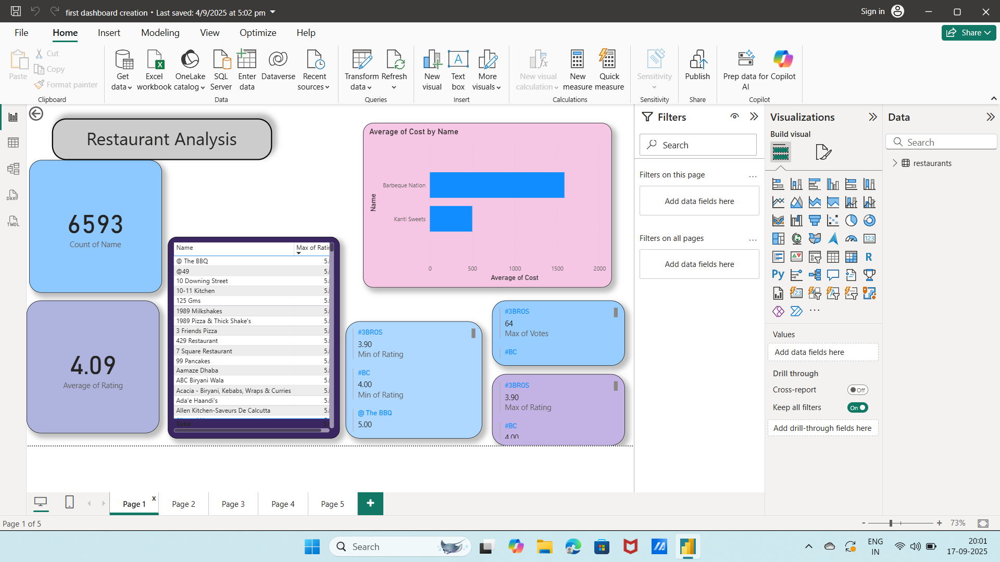 first dashboard creation • Last saved: 4/9/2025 at 5:02 pm
Sign in
File
Home
Insert
Modeling
View
Optimize
Help
Share
Paste
Cut
Copy
Format painter
Clipboard
Get data
Excel workbook
OneLake catalog
SQL Server
Enter data
Dataverse
Recent sources
Data
Transform data
Refresh
Queries
New visual
Text box
More visuals
Insert
New visual calculation
New measure
Quick measure
Calculations
Sensitivity
Sensitivity
Publish
Share
Prep data for AI
Copilot
Copilot
Restaurant Analysis
6593
Count of Name
4.09
Average of Rating
Name
Max of Ratin
@ The BBQ 5.
@49 5.
10 Downing Street 5.
10-11 Kitchen 5.
125 Gms 5.
1989 Milkshakes 5.
1989 Pizza & Thick Shake's 5.
3 Friends Pizza 5.
429 Restaurant 5.
7 Square Restaurant 5.
99 Pancakes 5.
Aamaze Dhaba 5.
ABC Biryani Wala 5.
Acacia - Biryani, Kebabs, Wraps & Curries 5.
Ada'e Haandi's 5.
Allen Kitchen-Saveurs De Calcutta 5.
Total 5.
Average of Cost by Name
Name
Barbeque Nation
Kanti Sweets
0 500 1000 1500 2000
Average of Cost
#3BROS
3.90
Min of Rating
#BC
4.00
Min of Rating
@ The BBQ
5.00
#3BROS
64
Max of Votes
#BC
#3BROS
3.90
Max of Rating
#BC
4.00
Filters
Search
Filters on this page
...
Add data fields here
Filters on all pages
...
Add data fields here
Visualizations
Build visual
123
R
Py
123
...
Values
Add data fields here
Drill through
Cross-report
Off
Keep all filters
On
Add drill-through fields here
Data
Search
restaurants
DAX
TMDL
Page 1
x
Page 2
Page 3
Page 4
Page 5
+
Page 1 of 5
- + 73%
Search
ENG
IN
20:01
17-09-2025